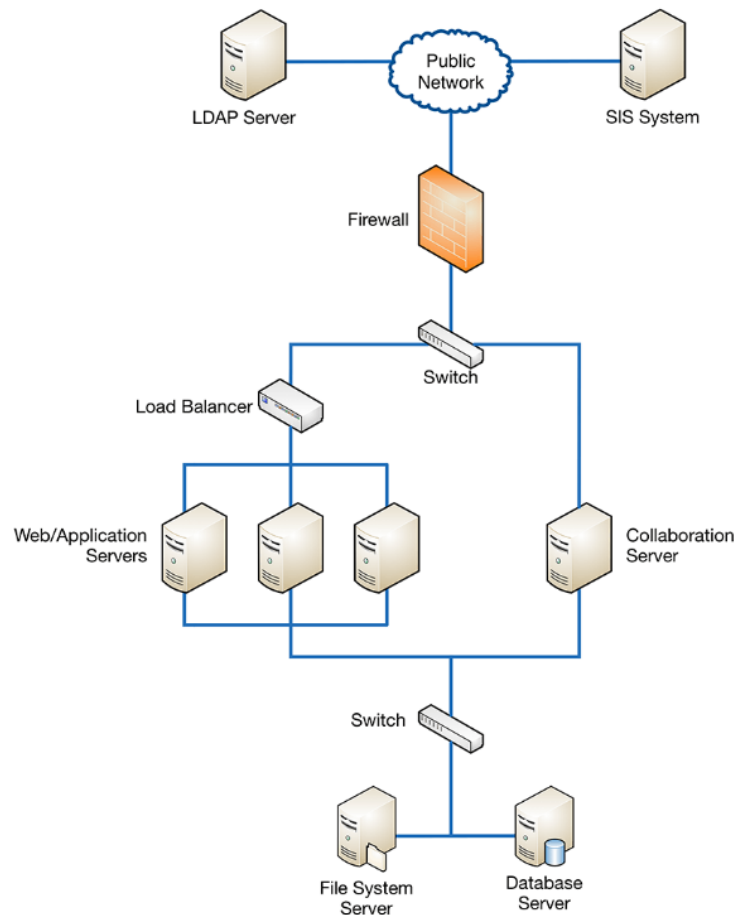 Public
Network
LDAP Server
SIS System
Firewall
Switch
Load Balancer
Web/Application
Servers
Collaboration
Server
Switch
File System
Server
Database
Server